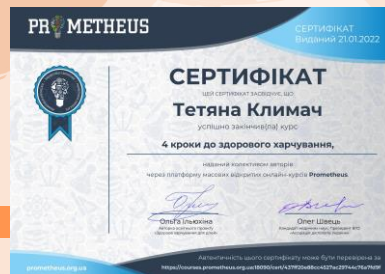 PROMETHEUS
СЕРТИФІКАТ
Виданий 21.01.2022
СЕРТИФІКАТ
ЦЕЙ СЕРТИФІКАТ ЗАСВІДЧУЄ, ЩО
Тетяна Климач
успішно закінчив(ла) курс
4 кроки до здорового харчування,
наданий колективом авторів
через платформу масових відкритих онлайн-курсів Prometheus.
Ольга Ільюхіна
Олег Швець
Автентичність цього сертифікату може бути перевірена за
prometheus.org.ua